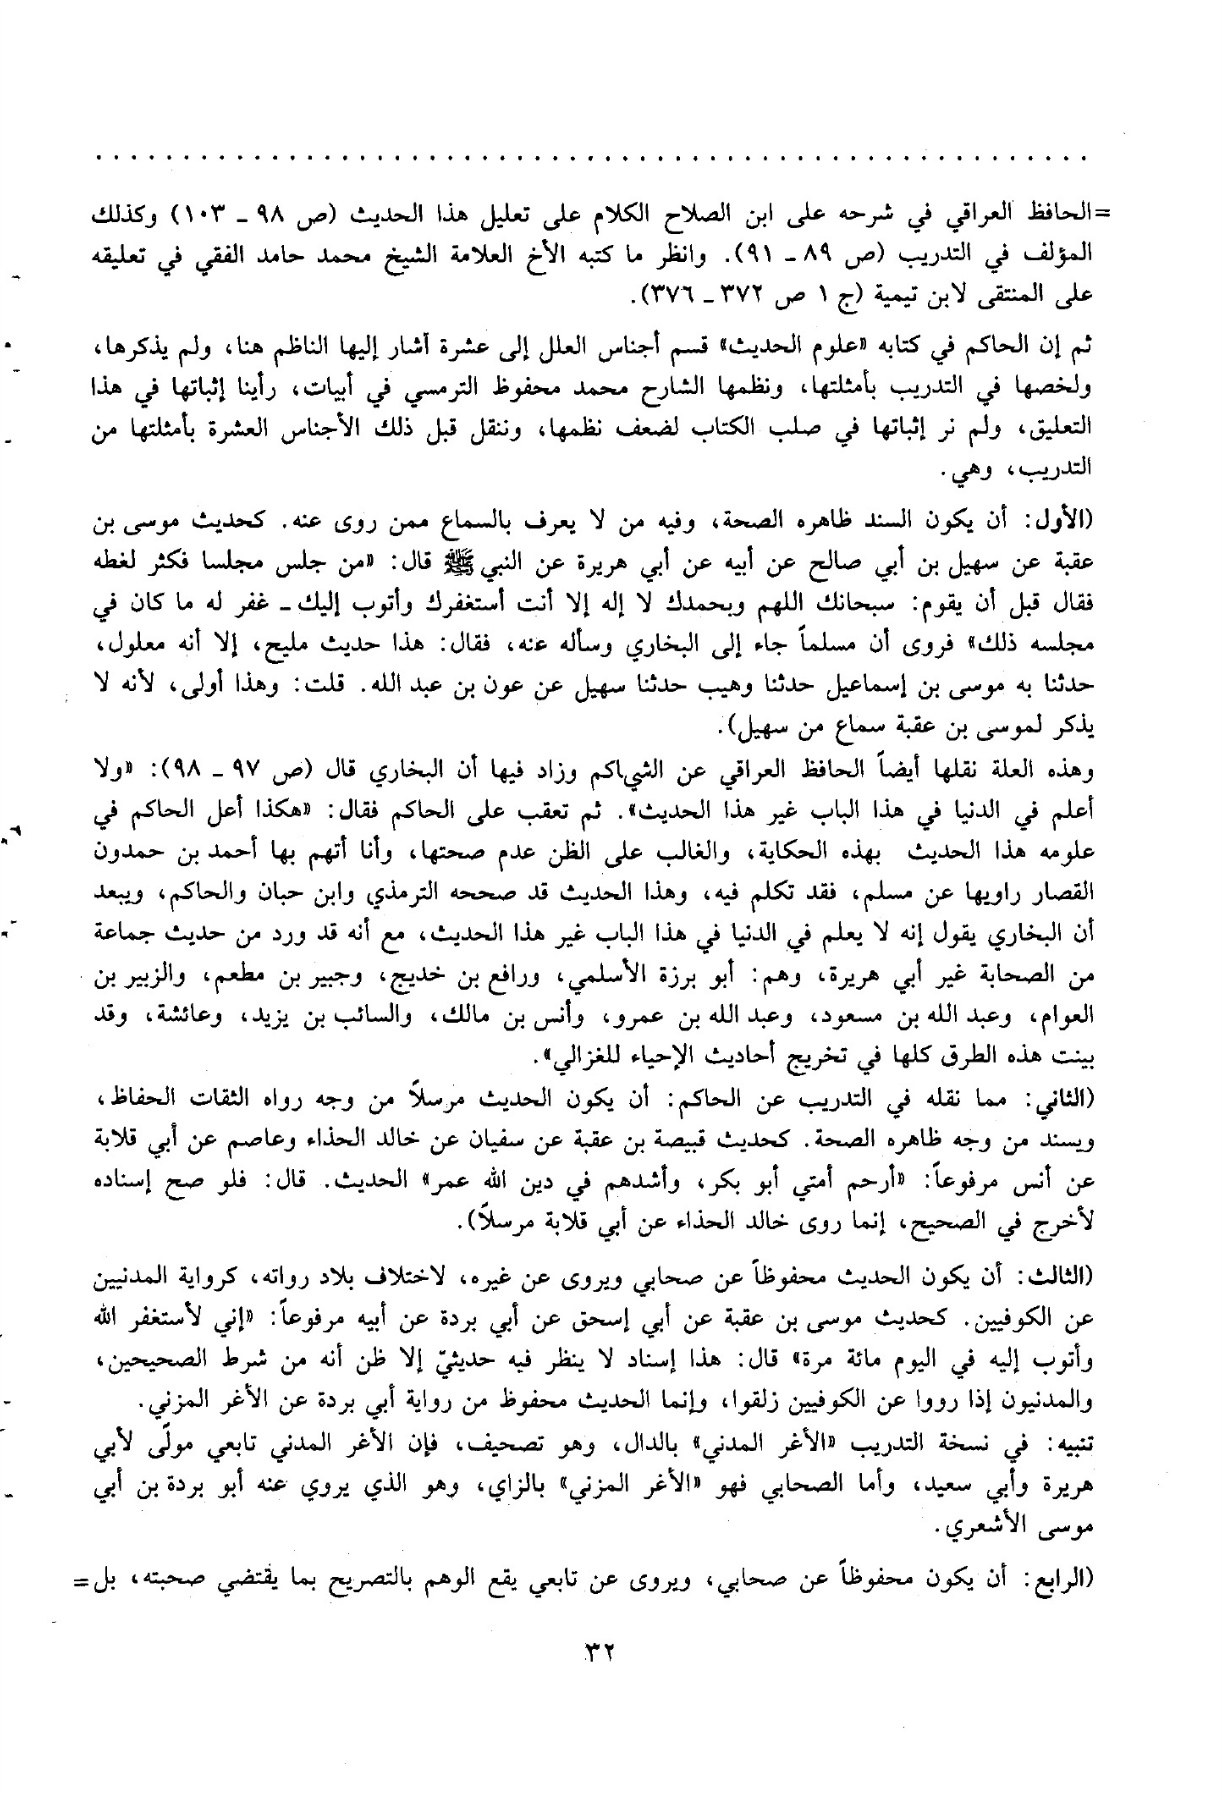 =الحافظ العراقي في شرحه على ابن الصلاح الكلام على تعليل هذا الحديث (ص ٩٨ ـ ١٠٣) وكذلك
المؤلف في التدريب (ص ٨٩ ـ ٩١). وانظر ما كتبه الأخ العلامة الشيخ محمد حامد الفقي في تعليقه
على المنتقى لابن تيمية (ج ١ ص ٣٧٢ ـ ٣٧٦).
ثم إن الحاكم في كتابه «علوم الحديث» قسم أجناس العلل إلى عشرة أشار إليها الناظم هنا، ولم يذكرها،
ولخصها في التدريب بأمثلتها، ونظمها الشارح محمد محفوظ الترمسي في أبيات، رأينا إثباتها في هذا
التعليق، ولم نر إثباتها في صلب الكتاب لضعف نظمها، وننقل قبل ذلك الأجناس العشرة بأمثلتها من
التدريب، وهي.
(الأول: أن يكون السند ظاهره الصحة، وفيه من لا يعرف بالسماع ممن روى عنه. كحديث موسى بن
عقبة عن سهيل بن أبي صالح عن أبيه عن أبي هريرة عن النبي ﷺ قال: «من جلس مجلسا فكثر لغطه
فقال قبل أن يقوم: سبحانك اللهم وبحمدك لا إله إلا أنت أستغفرك وأتوب إليك ـ غفر له ما كان في
مجلسه ذلك» فروى أن مسلماً جاء إلى البخاري وسأله عنه، فقال: هذا حديث مليح، إلا أنه معلول،
حدثنا به موسى بن إسماعيل حدثنا وهيب حدثنا سهيل عن عون بن عبد الله. قلت: وهذا أولى، لأنه لا
يذكر لموسى بن عقبة سماع من سهيل).
وهذه العلة نقلها أيضاً الحافظ العراقي عن وزاد فيها أن البخاري قال (ص ٩٧ ـ ٩٨): «ولا
أعلم في الدنيا في هذا الباب غير هذا الحديث». ثم تعقب على الحاكم فقال: «هكذا أعل الحاكم في
علومه هذا الحديث بهذه الحكاية، والغالب على الظن عدم صحتها، وأنا أتهم بها أحمد بن حمدون
القصار راويها عن مسلم، فقد تكلم فيه، وهذا الحديث قد صححه الترمذي وابن حبان والحاكم، ويبعد
أن البخاري يقول إنه لا يعلم في الدنيا في هذا الباب غير هذا الحديث، مع أنه قد ورد من حديث جماعة
من الصحابة غير أبي هريرة، وهم: أبو برزة الأسلمي، ورافع بن خديج، وجبير بن مطعم، والزبير بن
العوام، وعبد الله بن مسعود، وعبد الله بن عمرو، وأنس بن مالك، والسائب بن يزيد، وعائشة، وقد
بينت هذه الطرق كلها في تخريج أحاديث الإحياء للغزالي».
(الثاني: مما نقله في التدريب عن الحاكم: أن يكون الحديث مرسلاً من وجه رواه الثقات الحفاظ،
ويسند من وجه ظاهره الصحة. كحديث قبيصة بن عقبة عن سفيان عن خالد الحذاء وعاصم عن أبي قلابة
عن أنس مرفوعاً: «أرحم أمتي أبو بكر، وأشدهم في دين الله عمر» الحديث. قال: فلو صح إسناده
لأخرج في الصحيح، إنما روى خالد الحذاء عن أبي قلابة مرسلاً).
(الثالث: أن يكون الحديث محفوظاً عن صحابي ويروى عن غيره، لاختلاف بلاد رواته، كرواية المدنيين
عن الكوفيين. كحديث موسى بن عقبة عن أبي إسحق عن أبي بردة عن أبيه مرفوعاً: «إني لأستغفر الله
وأتوب إليه في اليوم مائة مرة» قال: هذا إسناد لا ينظر فيه حديثيّ إلا ظن أنه من شرط الصحيحين،
والمدنيون إذا رووا عن الكوفيين زلقوا، وإنما الحديث محفوظ من رواية أبي بردة عن الأغر المزني.
تنبيه: في نسخة التدريب «الأغر المدني» بالدال، وهو تصحيف، فإن الأغر المدني تابعي مولًى لأبي
هريرة وأبي سعيد، وأما الصحابي فهو «الأغر المزني» بالزاي، وهو الذي يروي عنه أبو بردة بن أبي
موسى الأشعري.
(الرابع: أن يكون محفوظاً عن صحابي، ويروى عن تابعي يقع الوهم بالتصريح بما يقتضي صحبته، بل=
٣٢